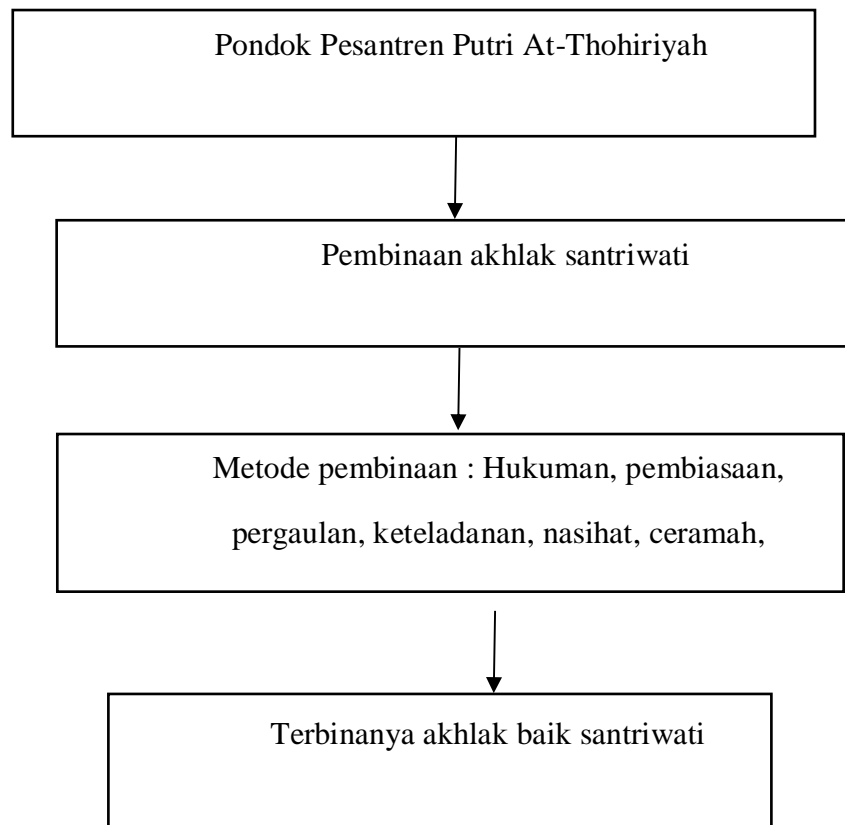 Pondok Pesantren Putri At-Thohiriyah
Pembinaan akhlak santriwati
Metode pembinaan : Hukuman, pembiasaan,
pergaulan, keteladanan, nasihat, ceramah,
Terbinanya akhlak baik santriwati